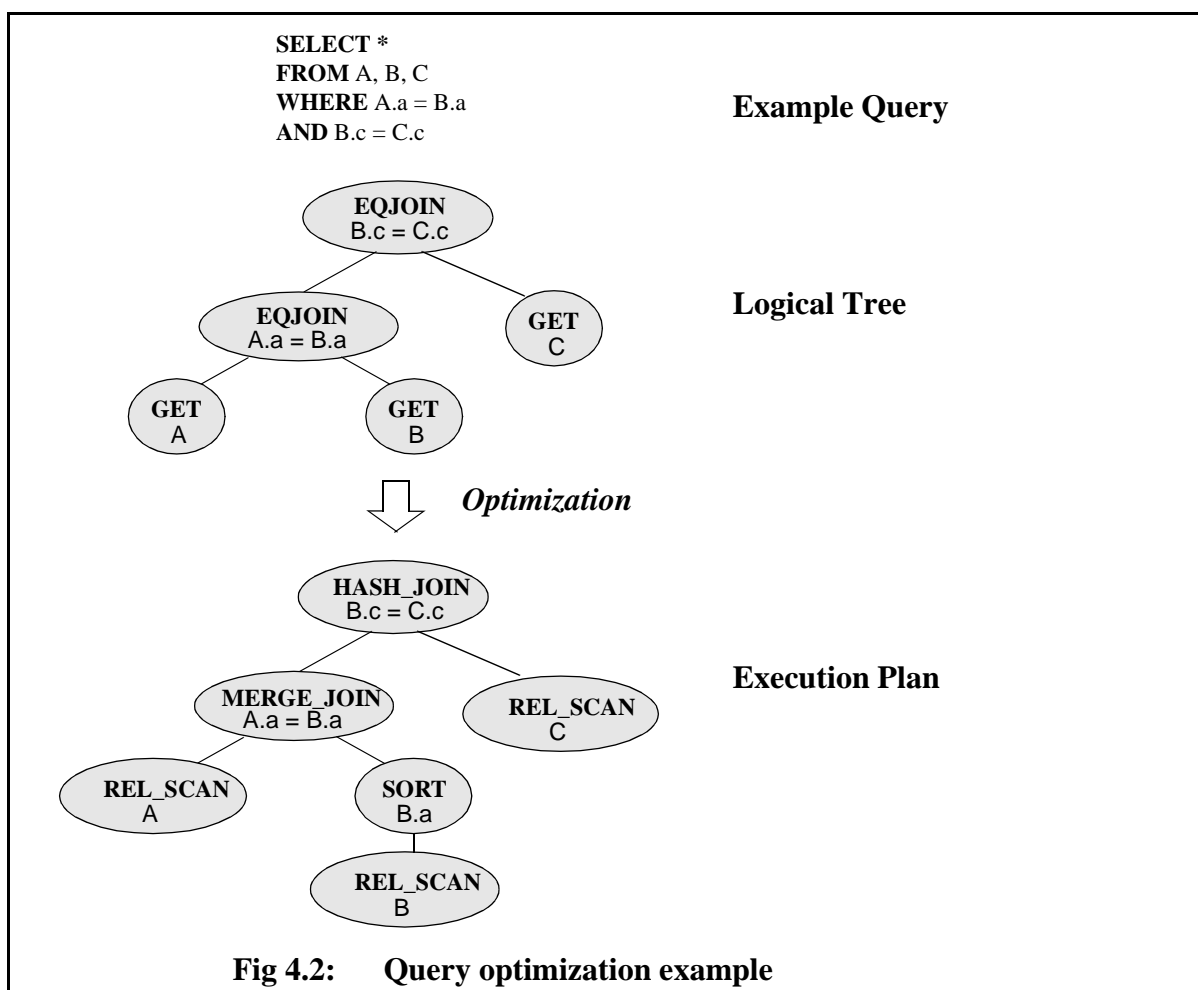 SELECT *
FROM A, B, C
WHERE A.a = B.a
AND B.c = C.c
Example Query
EQJOIN
B.c = C.c
Logical Tree
EQJOIN
A.a = B.a
GET
C
GET
A
GET
B
Optimization
HASH_JOIN
B.c = C.c
Execution Plan
MERGE_JOIN
A.a = B.a
REL_SCAN
C
REL_SCAN
A
SORT
B.a
REL_SCAN
B
Fig 4.2: Query optimization example